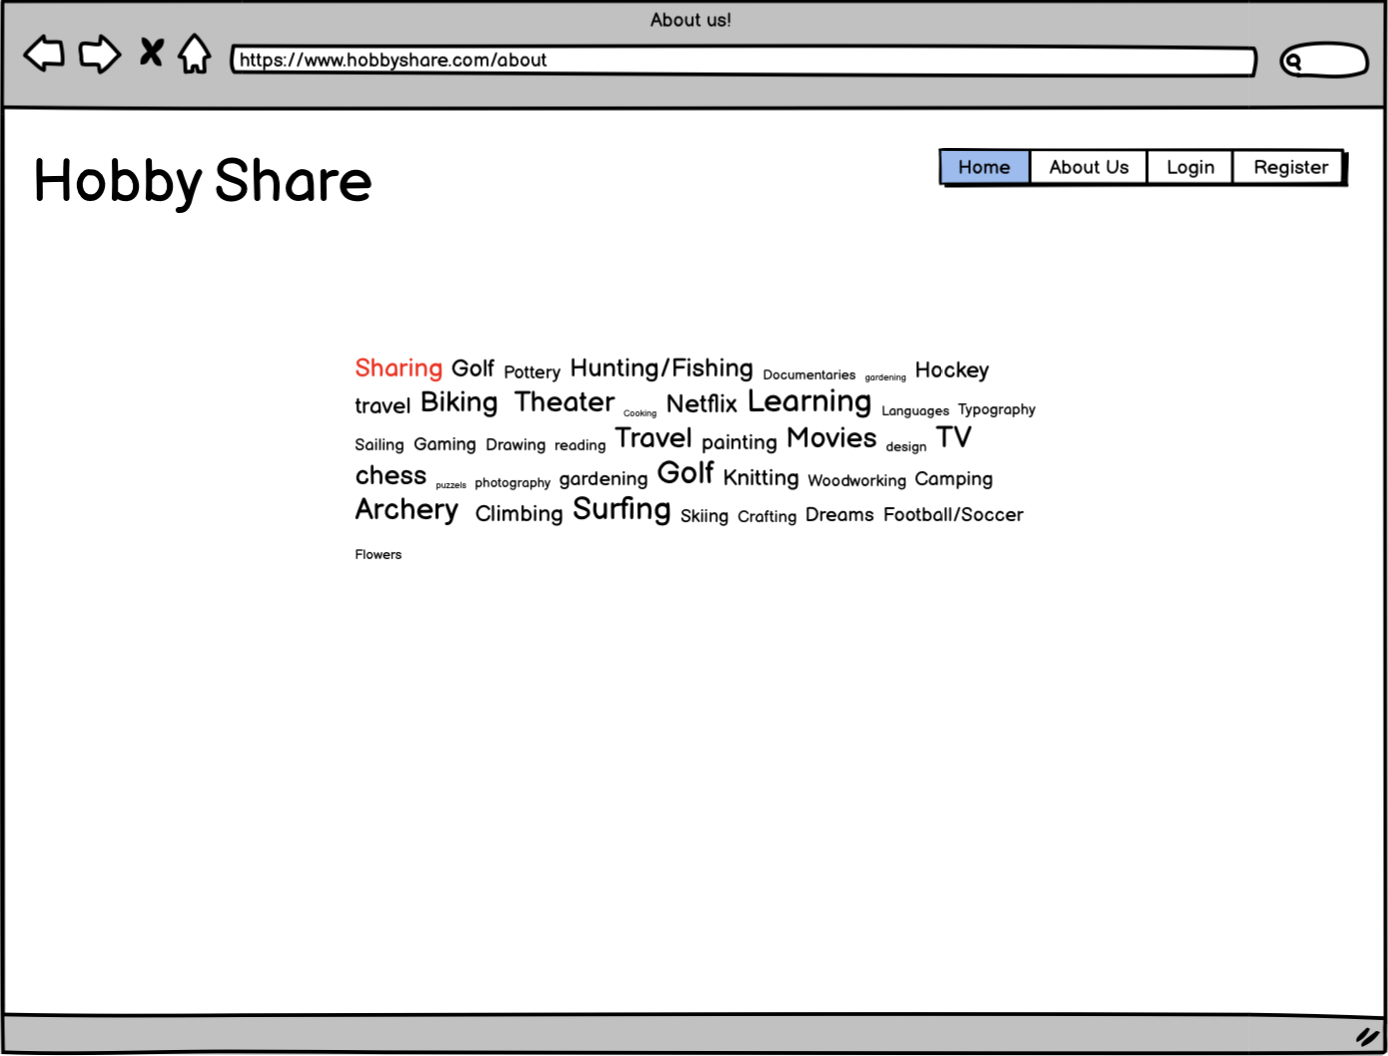 About us!
https://www.hobbyshare.com/about
Hobby Share
Home About Us Login Register
Sharing Golf Pottery Hunting/Fishing Documentaries gardening Hockey
travel Biking Theater Cooking Netflix Learning Languages Typography
Sailing Gaming Drawing reading Travel painting Movies design TV
chess puzzels photography gardening Golf Knitting Woodworking Camping
Archery Climbing Surfing Skiing Crafting Dreams Football/Soccer
Flowers